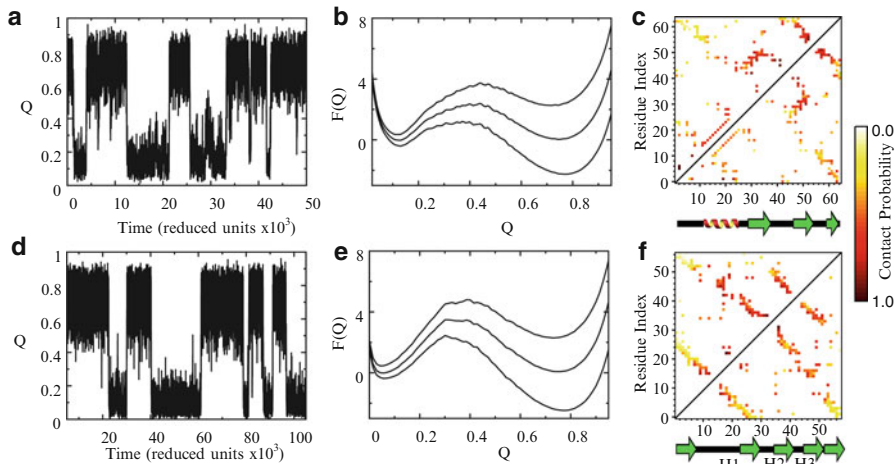 a
1
0.8
0.6
Q
0.4
0.2
0
0 10 20 30 40 50
Time (reduced units x10³)
b
8
4
F(Q)
0
0.2 0.4 0.6 0.8
Q
c
60
50
40
30
20
10
0
Residue Index
10 20 30 40 50 60
0.0
Contact Probability
1.0
d
1
0.8
0.6
Q
0.4
0.2
0
20 40 60 80 100
Time (reduced units x10³)
e
8
4
F(Q)
0
0 0.2 0.4 0.6 0.8
Q
f
50
40
30
20
10
0
Residue Index
10 20 30 40 50
H2 H3